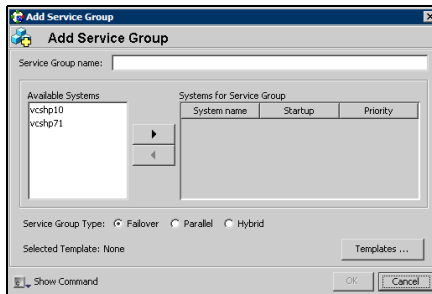 Add Service Group
Add Service Group
Service Group name:
Available Systems
vcshp10
vcshp71
Systems for Service Group
System name Startup Priority
Service Group Type: Failover Parallel Hybrid
Selected Template: None
Templates ...
Show Command
OK Cancel